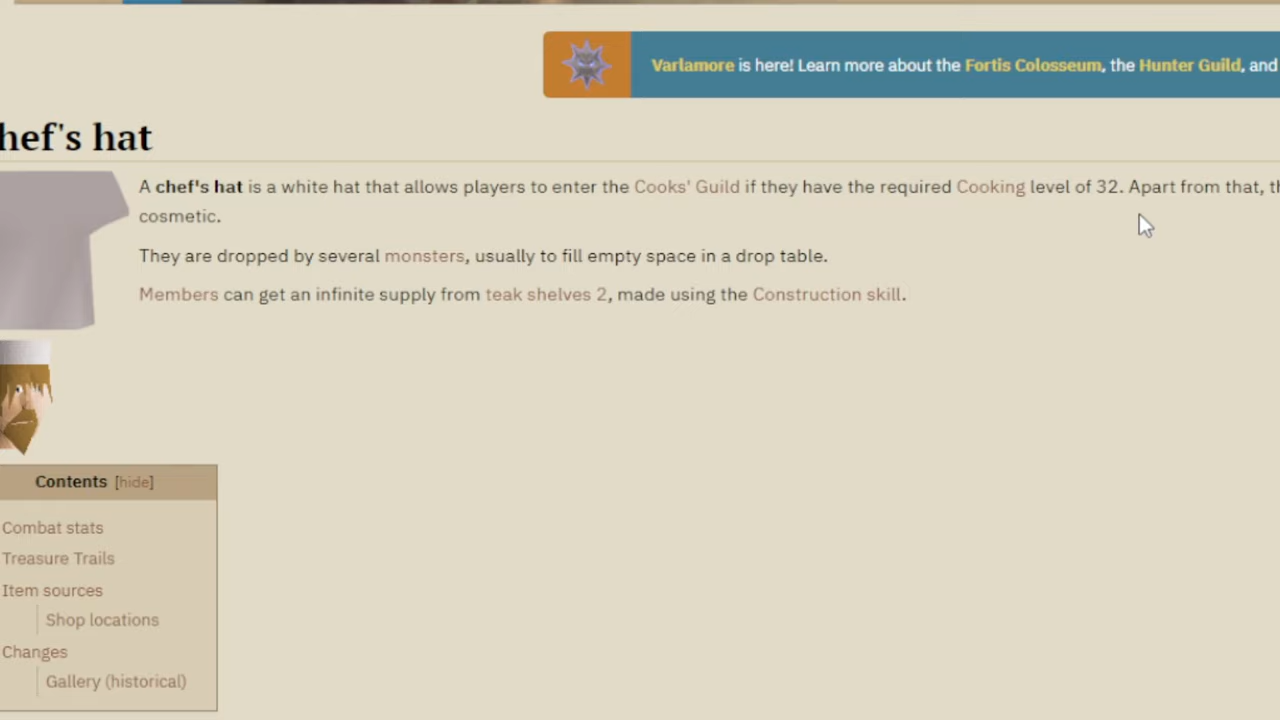 Varlamore is here! Learn more about the Fortis Colosseum, the Hunter Guild, and
hef's hat
A chef's hat is a white hat that allows players to enter the Cooks' Guild if they have the required Cooking level of 32. Apart from that,
cosmetic.
They are dropped by several monsters, usually to fill empty space in a drop table.
Members can get an infinite supply from teak shelves 2, made using the Construction skill.
Contents [hide]
Combat stats
Treasure Trails
Item sources
Shop locations
Changes
Gallery (historical)